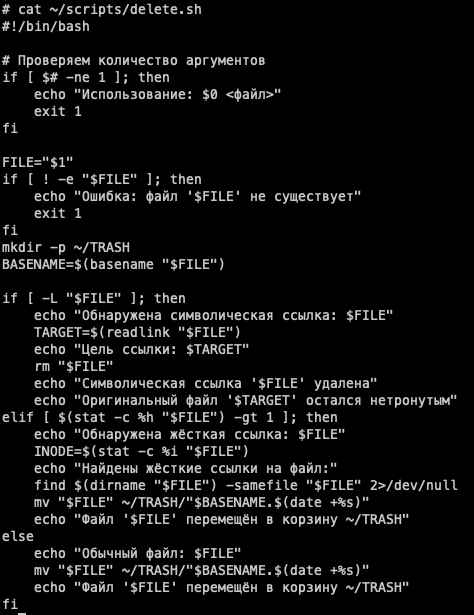 # cat ~/scripts/delete.sh
#!/bin/bash

# Проверяем количество аргументов
if [ $# -ne 1 ]; then
    echo "Использование: $0 <файл>"
    exit 1
fi

FILE="$1"
if [ ! -e "$FILE" ]; then
    echo "Ошибка: файл '$FILE' не существует"
    exit 1
fi
mkdir -p ~/TRASH
BASENAME=$(basename "$FILE")

if [ -L "$FILE" ]; then
    echo "Обнаружена символическая ссылка: $FILE"
    TARGET=$(readlink "$FILE")
    echo "Цель ссылки: $TARGET"
    rm "$FILE"
    echo "Символическая ссылка '$FILE' удалена"
    echo "Оригинальный файл '$TARGET' остался нетронутым"
elif [ $(stat -c %h "$FILE") -gt 1 ]; then
    echo "Обнаружена жёсткая ссылка: $FILE"
    INODE=$(stat -c %i "$FILE")
    echo "Найдены жёсткие ссылки на файл:"
    find $(dirname "$FILE") -samefile "$FILE" 2>/dev/null
    mv "$FILE" ~/TRASH/"$BASENAME.$(date +%s)"
    echo "Файл '$FILE' перемещён в корзину ~/TRASH"
else
    echo "Обычный файл: $FILE"
    mv "$FILE" ~/TRASH/"$BASENAME.$(date +%s)"
    echo "Файл '$FILE' перемещён в корзину ~/TRASH"
fi